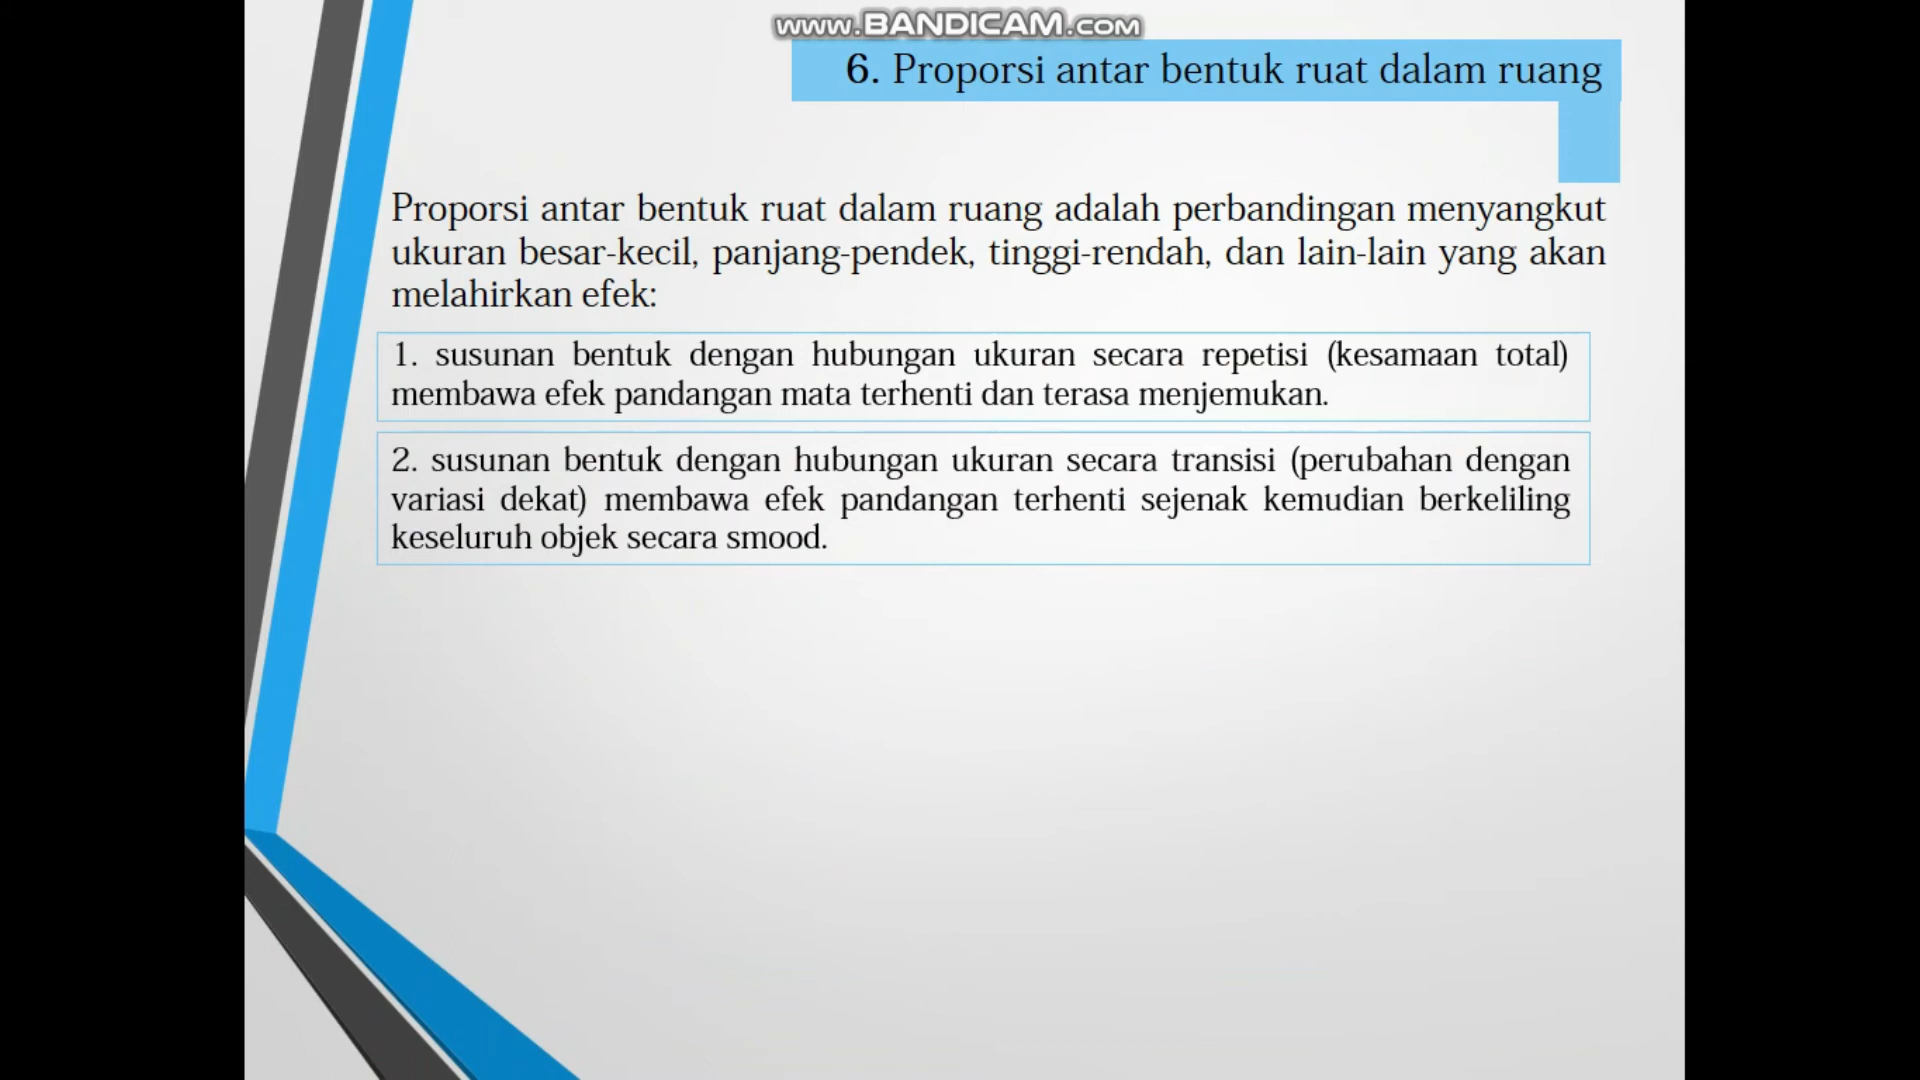 www.BANDICAM.com
6. Proporsi antar bentuk ruat dalam ruang
Proporsi antar bentuk ruat dalam ruang adalah perbandingan menyangkut
ukuran besar-kecil, panjang-pendek, tinggi-rendah, dan lain-lain yang akan
melahirkan efek:
1. susunan bentuk dengan hubungan ukuran secara repetisi (kesamaan total)
membawa efek pandangan mata terhenti dan terasa menjemukan.
2. susunan bentuk dengan hubungan ukuran secara transisi (perubahan dengan
variasi dekat) membawa efek pandangan terhenti sejenak kemudian berkeliling
keseluruh objek secara smood.